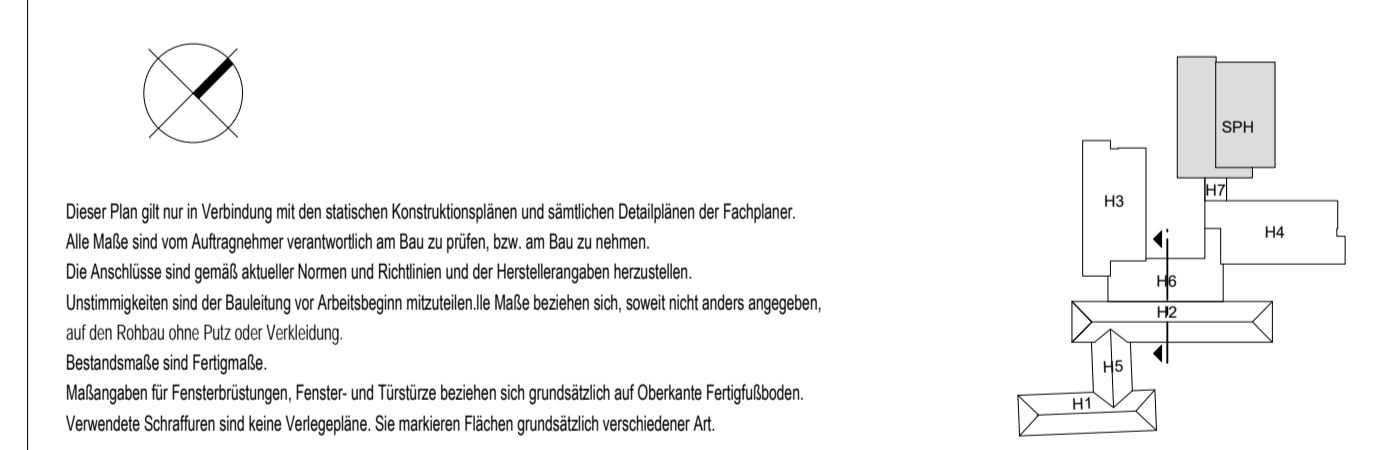 Dieser Plan gilt nur in Verbindung mit den statischen Konstruktionsplänen und sämtlichen Detailplänen der Fachplaner.
Alle Maße sind vom Auftragnehmer verantwortlich am Bau zu prüfen, bzw. am Bau zu nehmen.
Die Anschlüsse sind gemäß aktueller Normen und Richtlinien und der Herstellerangaben herzustellen.
Unstimmigkeiten sind der Bauleitung vor Arbeitsbeginn mitzuteilen.lle Maße beziehen sich, soweit nicht anders angegeben,
auf den Rohbau ohne Putz oder Verkleidung.
Bestandsmaße sind Fertigmaße.
Maßangaben für Fensterbrüstungen, Fenster- und Türstürze beziehen sich grundsätzlich auf Oberkante Fertigfußboden.
Verwendete Schraffuren sind keine Verlegepläne. Sie markieren Flächen grundsätzlich verschiedener Art.
SPH
H7
H3
H4
H6
H2
H5
H1